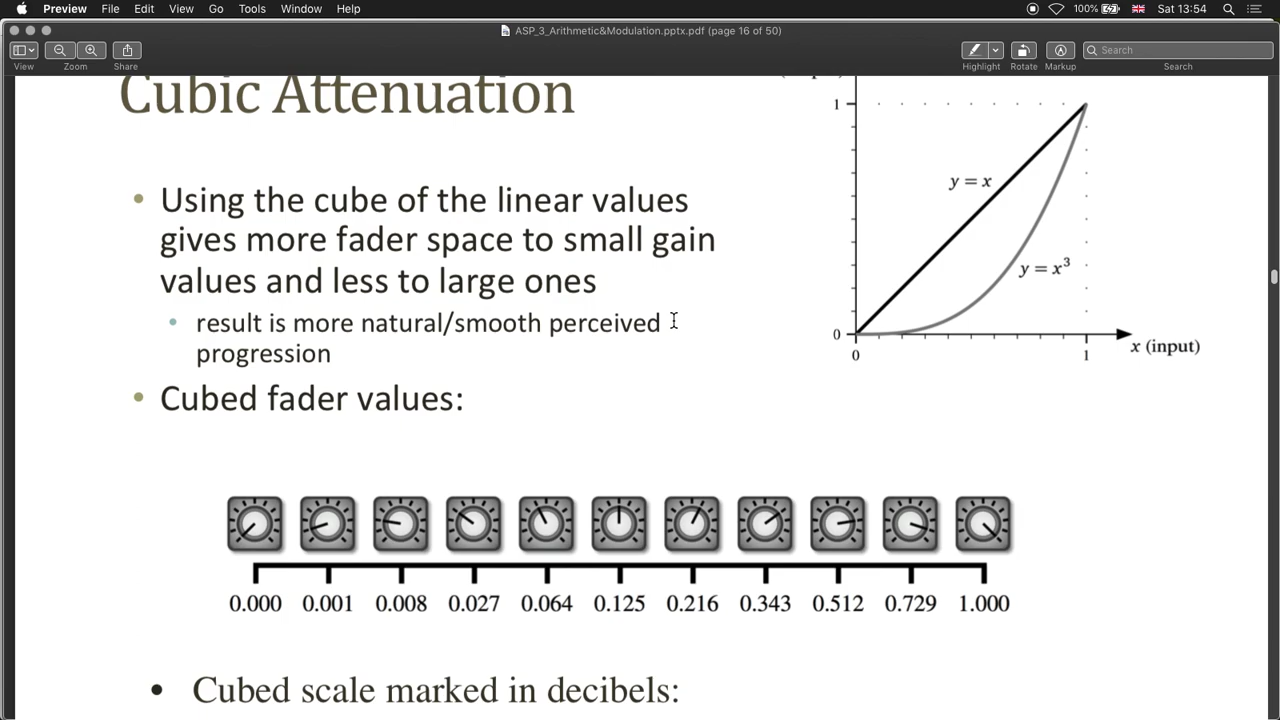 Preview File Edit View Go Tools Window Help 100% Sat 13:54
ASP_3_Arithmetic&Modulation.pptx.pdf (page 16 of 50)
Search
View Zoom Share Highlight Rotate Markup Search
Cubic Attenuation
• Using the cube of the linear values
gives more fader space to small gain
values and less to large ones
• result is more natural/smooth perceived
progression
• Cubed fader values:
1
y = x
y = x³
0
0 1
x (input)
0.000 0.001 0.008 0.027 0.064 0.125 0.216 0.343 0.512 0.729 1.000
• Cubed scale marked in decibels: